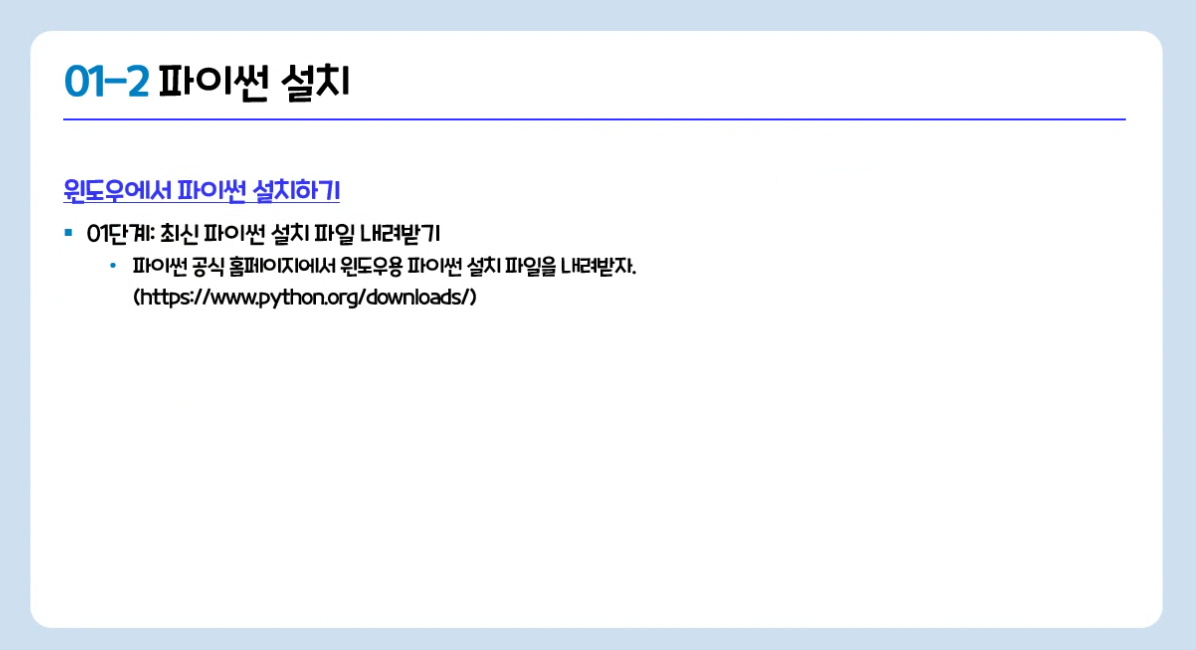 01-2 파이썬 설치
윈도우에서 파이썬 설치하기
▪ 01단계: 최신 파이썬 설치 파일 내려받기
• 파이썬 공식 홈페이지에서 윈도우용 파이썬 설치 파일을 내려받자.
(https://www.python.org/downloads/)